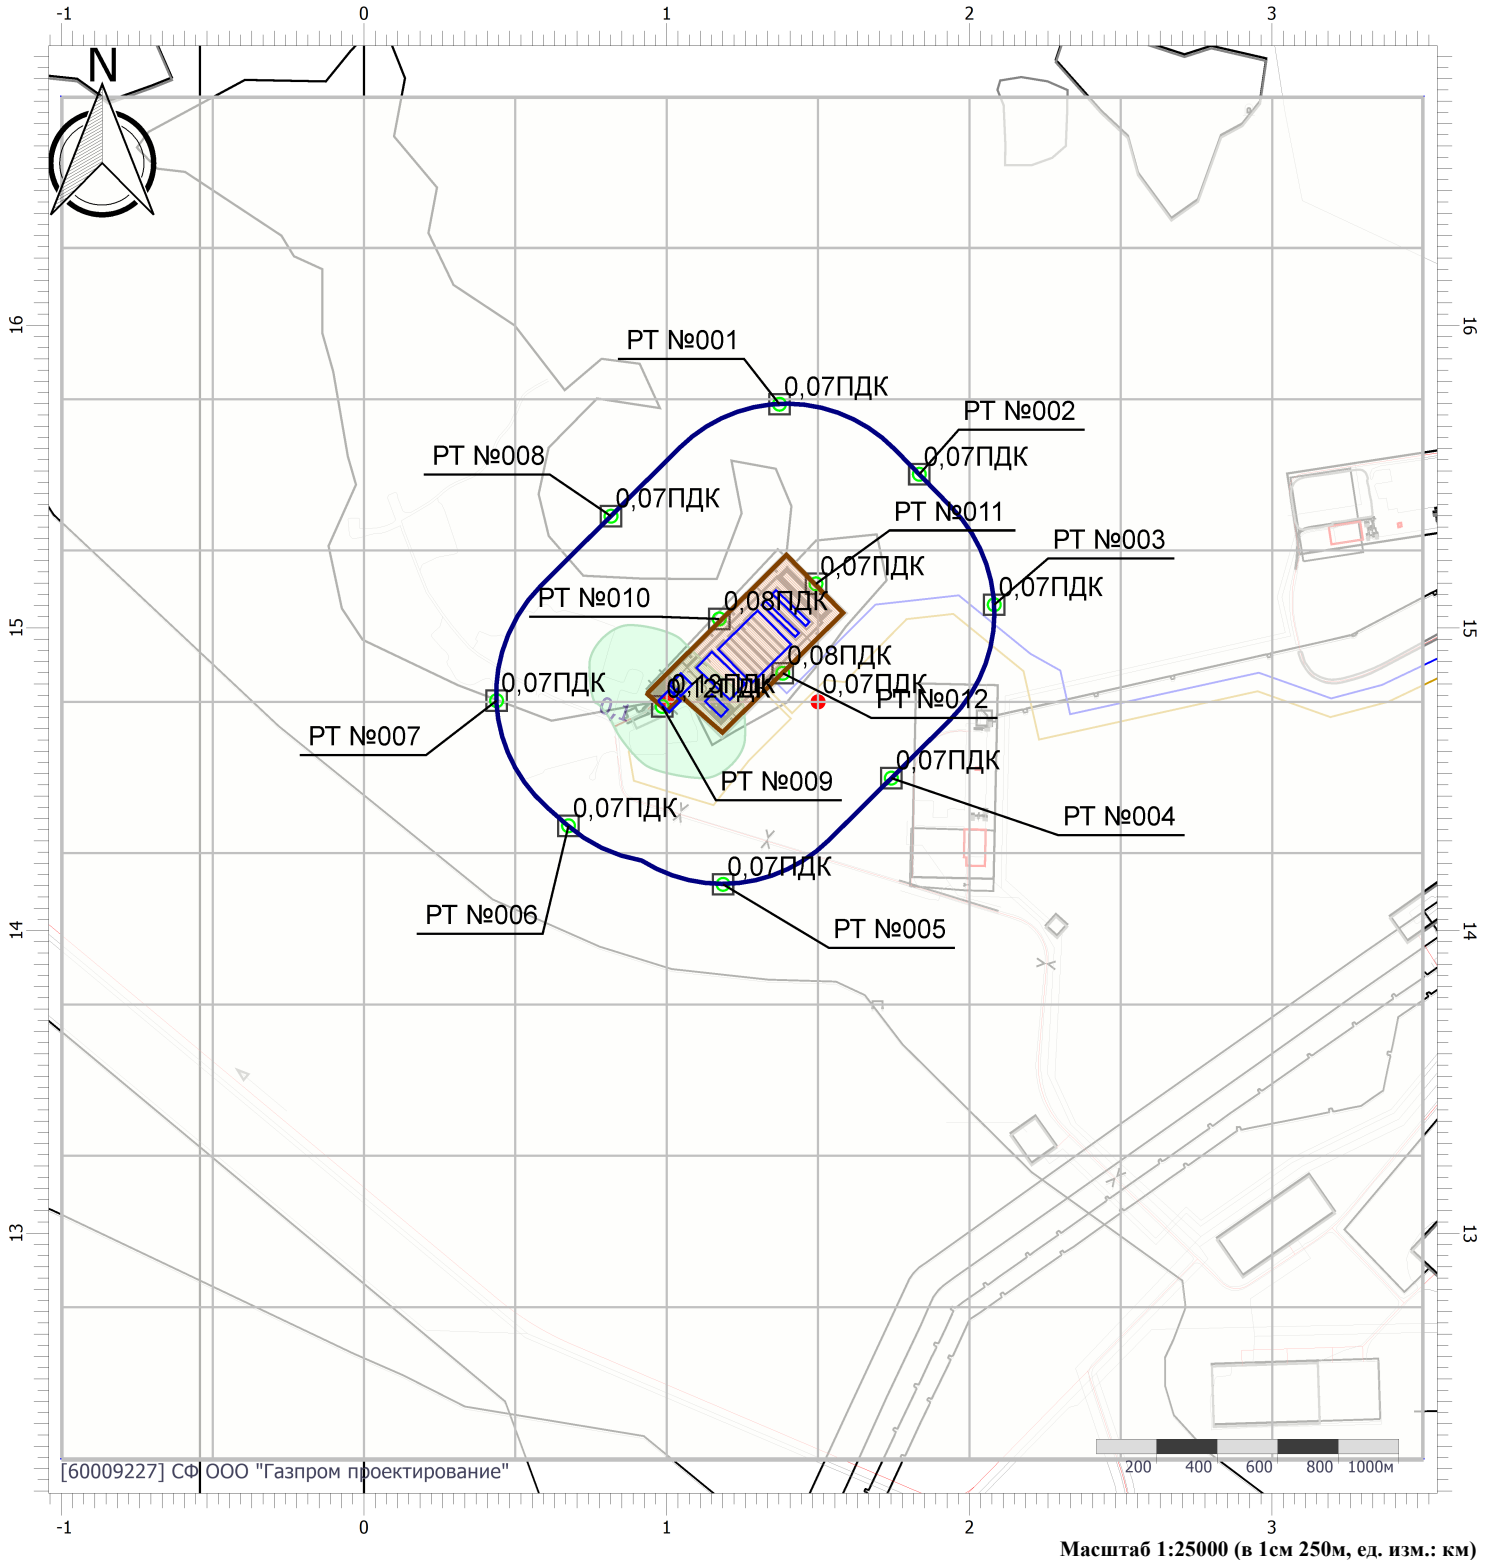 -1 0 1 2 3
N
16 16
РТ №001
0,07ПДК
РТ №002
0,07ПДК
РТ №008
0,07ПДК
РТ №011
0,07ПДК
РТ №003
0,07ПДК
РТ №010
0,08ПДК
15 15
0,08ПДК
0,07ПДК
0,07ПДК
0,12ПДК
РТ №012
0,1
РТ №007
РТ №009
0,07ПДК
РТ №004
0,07ПДК
0,07ПДК
РТ №006
РТ №005
14 14
13 13
[60009227] СФ ООО "Газпром проектирование"
200 400 600 800 1000м
-1 0 1 2 3
Масштаб 1:25000 (в 1см 250м, ед. изм.: км)